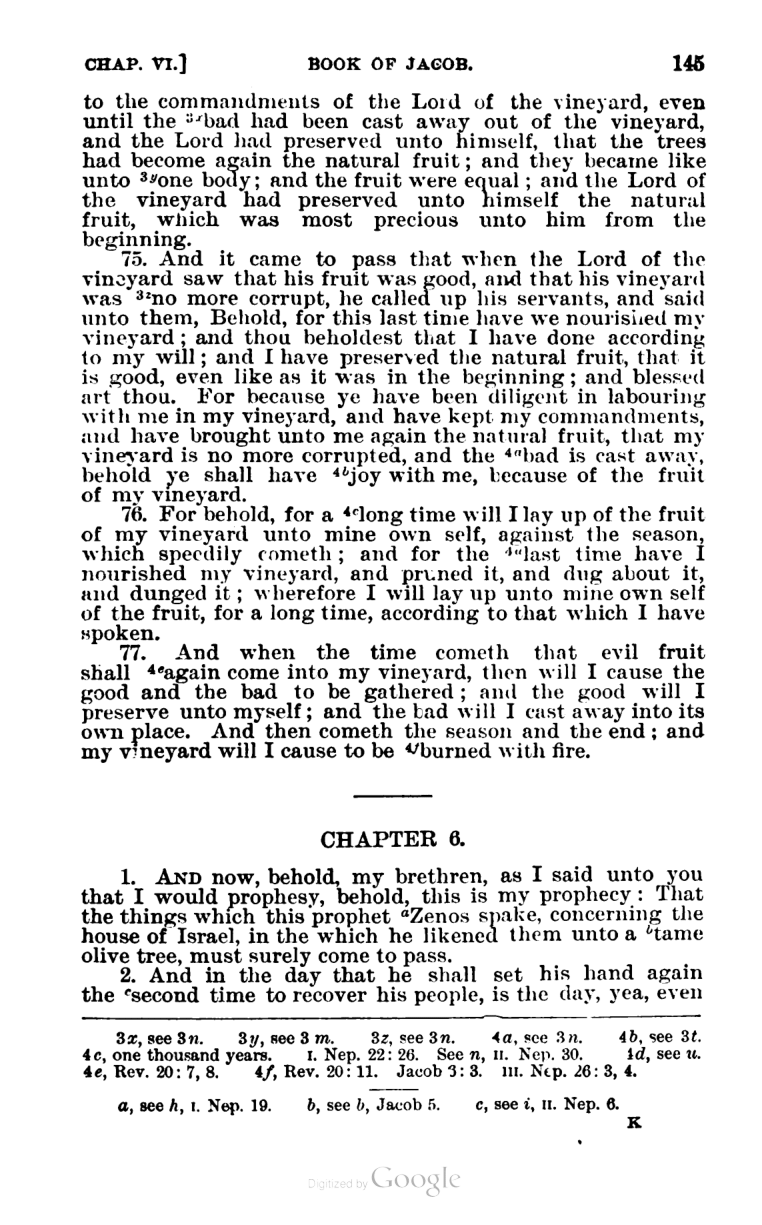 CHAP. VI.] BOOK OF JACOB. 145
to the commandments of the Lord of the vineyard, even
until the ³ˣbad had been cast away out of the vineyard,
and the Lord had preserved unto himself, that the trees
had become again the natural fruit; and they became like
unto ³ʸone body; and the fruit were equal; and the Lord of
the vineyard had preserved unto himself the natural
fruit, which was most precious unto him from the
beginning.
75. And it came to pass that when the Lord of the
vineyard saw that his fruit was good, and that his vineyard
was ³ᶻno more corrupt, he called up his servants, and said
unto them, Behold, for this last time have we nourished my
vineyard; and thou beholdest that I have done according
to my will; and I have preserved the natural fruit, that it
is good, even like as it was in the beginning; and blessed
art thou. For because ye have been diligent in labouring
with me in my vineyard, and have kept my commandments,
and have brought unto me again the natural fruit, that my
vineyard is no more corrupted, and the ⁴ᵃbad is cast away,
behold ye shall have ⁴ᵇjoy with me, because of the fruit
of my vineyard.
76. For behold, for a ⁴ᶜlong time will I lay up of the fruit
of my vineyard unto mine own self, against the season,
which speedily cometh; and for the ⁴ᵈlast time have I
nourished my vineyard, and pruned it, and dug about it,
and dunged it; wherefore I will lay up unto mine own self
of the fruit, for a long time, according to that which I have
spoken.
77. And when the time cometh that evil fruit
shall ⁴ᵉagain come into my vineyard, then will I cause the
good and the bad to be gathered; and the good will I
preserve unto myself; and the bad will I cast away into its
own place. And then cometh the season and the end; and
my vineyard will I cause to be ⁴ᶠburned with fire.
CHAPTER 6.
1. AND now, behold, my brethren, as I said unto you
that I would prophesy, behold, this is my prophecy: That
the things which this prophet ᵃZenos spake, concerning the
house of Israel, in the which he likened them unto a ᵇtame
olive tree, must surely come to pass.
2. And in the day that he shall set his hand again
the ᶜsecond time to recover his people, is the day, yea, even
3x, see 3n. 3y, see 3 m. 3z, see 3n. 4a, see 3n. 4b, see 3t.
4c, one thousand years. I. Nep. 22: 26. See n, II. Nep. 30. 4d, see u.
4e, Rev. 20: 7, 8. 4f, Rev. 20: 11. Jacob 3: 3. III. Nep. 26: 3, 4.
a, see h, I. Nep. 19. b, see b, Jacob 5. c, see i, II. Nep. 6.
K
Digitized by Google